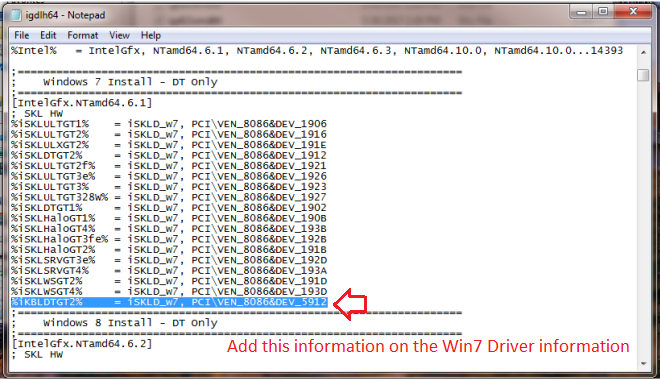 igdlh64 - Notepad
File Edit Format View Help
%Intel% = IntelGfx, NTamd64.6.1, NTamd64.6.2, NTamd64.6.3, NTamd64.10.0, NTamd64.10.0...14393
;===============================================================
; Windows 7 Install - DT Only
;===============================================================
[IntelGfx.NTamd64.6.1]
; SKL HW
%iSKLULTGT1% = iSKLD_w7, PCI\VEN_8086&DEV_1906
%iSKLULTGT2% = iSKLD_w7, PCI\VEN_8086&DEV_1916
%iSKLULXGT2% = iSKLD_w7, PCI\VEN_8086&DEV_191E
%iSKLDTGT2% = iSKLD_w7, PCI\VEN_8086&DEV_1912
%iSKLULTGT2f% = iSKLD_w7, PCI\VEN_8086&DEV_1921
%iSKLULTGT3e% = iSKLD_w7, PCI\VEN_8086&DEV_1926
%iSKLULTGT3% = iSKLD_w7, PCI\VEN_8086&DEV_1923
%iSKLULTGT328W% = iSKLD_w7, PCI\VEN_8086&DEV_1927
%iSKLDTGT1% = iSKLD_w7, PCI\VEN_8086&DEV_1902
%iSKLHaloGT1% = iSKLD_w7, PCI\VEN_8086&DEV_190B
%iSKLHaloGT4% = iSKLD_w7, PCI\VEN_8086&DEV_193B
%iSKLHaloGT3fe% = iSKLD_w7, PCI\VEN_8086&DEV_192B
%iSKLHaloGT2% = iSKLD_w7, PCI\VEN_8086&DEV_191B
%iSKLSRVGT3e% = iSKLD_w7, PCI\VEN_8086&DEV_192D
%iSKLSRVGT4% = iSKLD_w7, PCI\VEN_8086&DEV_193A
%iSKLWSGT2% = iSKLD_w7, PCI\VEN_8086&DEV_191D
%iSKLWSGT4% = iSKLD_w7, PCI\VEN_8086&DEV_193D
%iKBLDTGT2% = iSKLD_w7, PCI\VEN_8086&DEV_5912
;===============================================================
; Windows 8 Install - DT Only
;===============================================================
[IntelGfx.NTamd64.6.2]
; SKL HW
Add this information on the Win7 Driver information